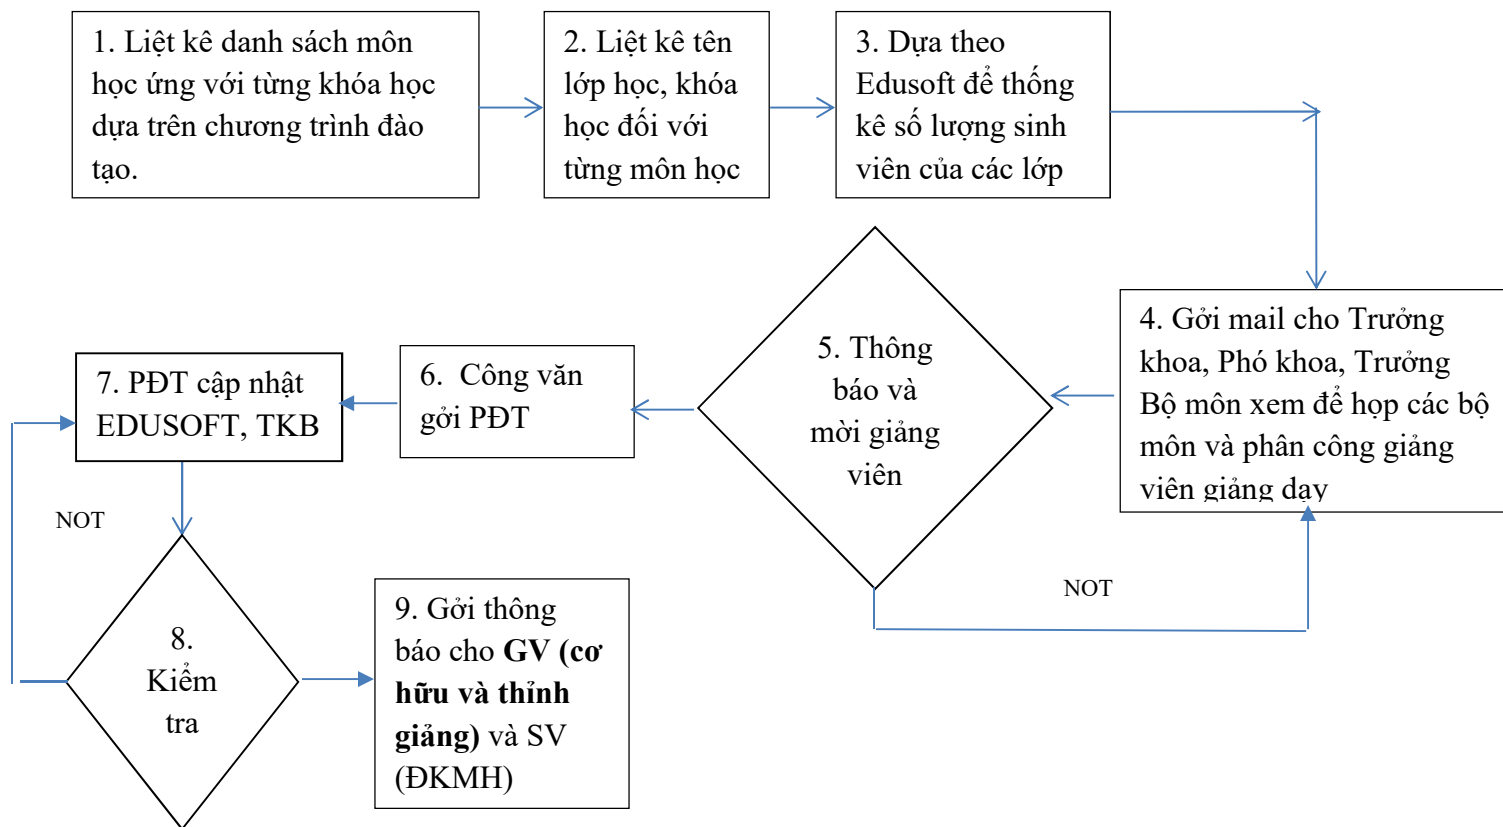 1. Liệt kê danh sách môn
học ứng với từng khóa học
dựa trên chương trình đào
tạo.
2. Liệt kê tên
lớp học, khóa
học đối với
từng môn học
3. Dựa theo
Edusoft để thống
kê số lượng sinh
viên của các lớp
4. Gởi mail cho Trưởng
khoa, Phó khoa, Trưởng
Bộ môn xem để họp các bộ
môn và phân công giảng
viên giảng dạy
5. Thông
báo và
mời giảng
viên
NOT
6. Công văn
gởi PĐT
7. PĐT cập nhật
EDUSOFT, TKB
NOT
8.
Kiểm
tra
9. Gởi thông
báo cho GV (cơ
hữu và thỉnh
giảng) và SV
(ĐKMH)